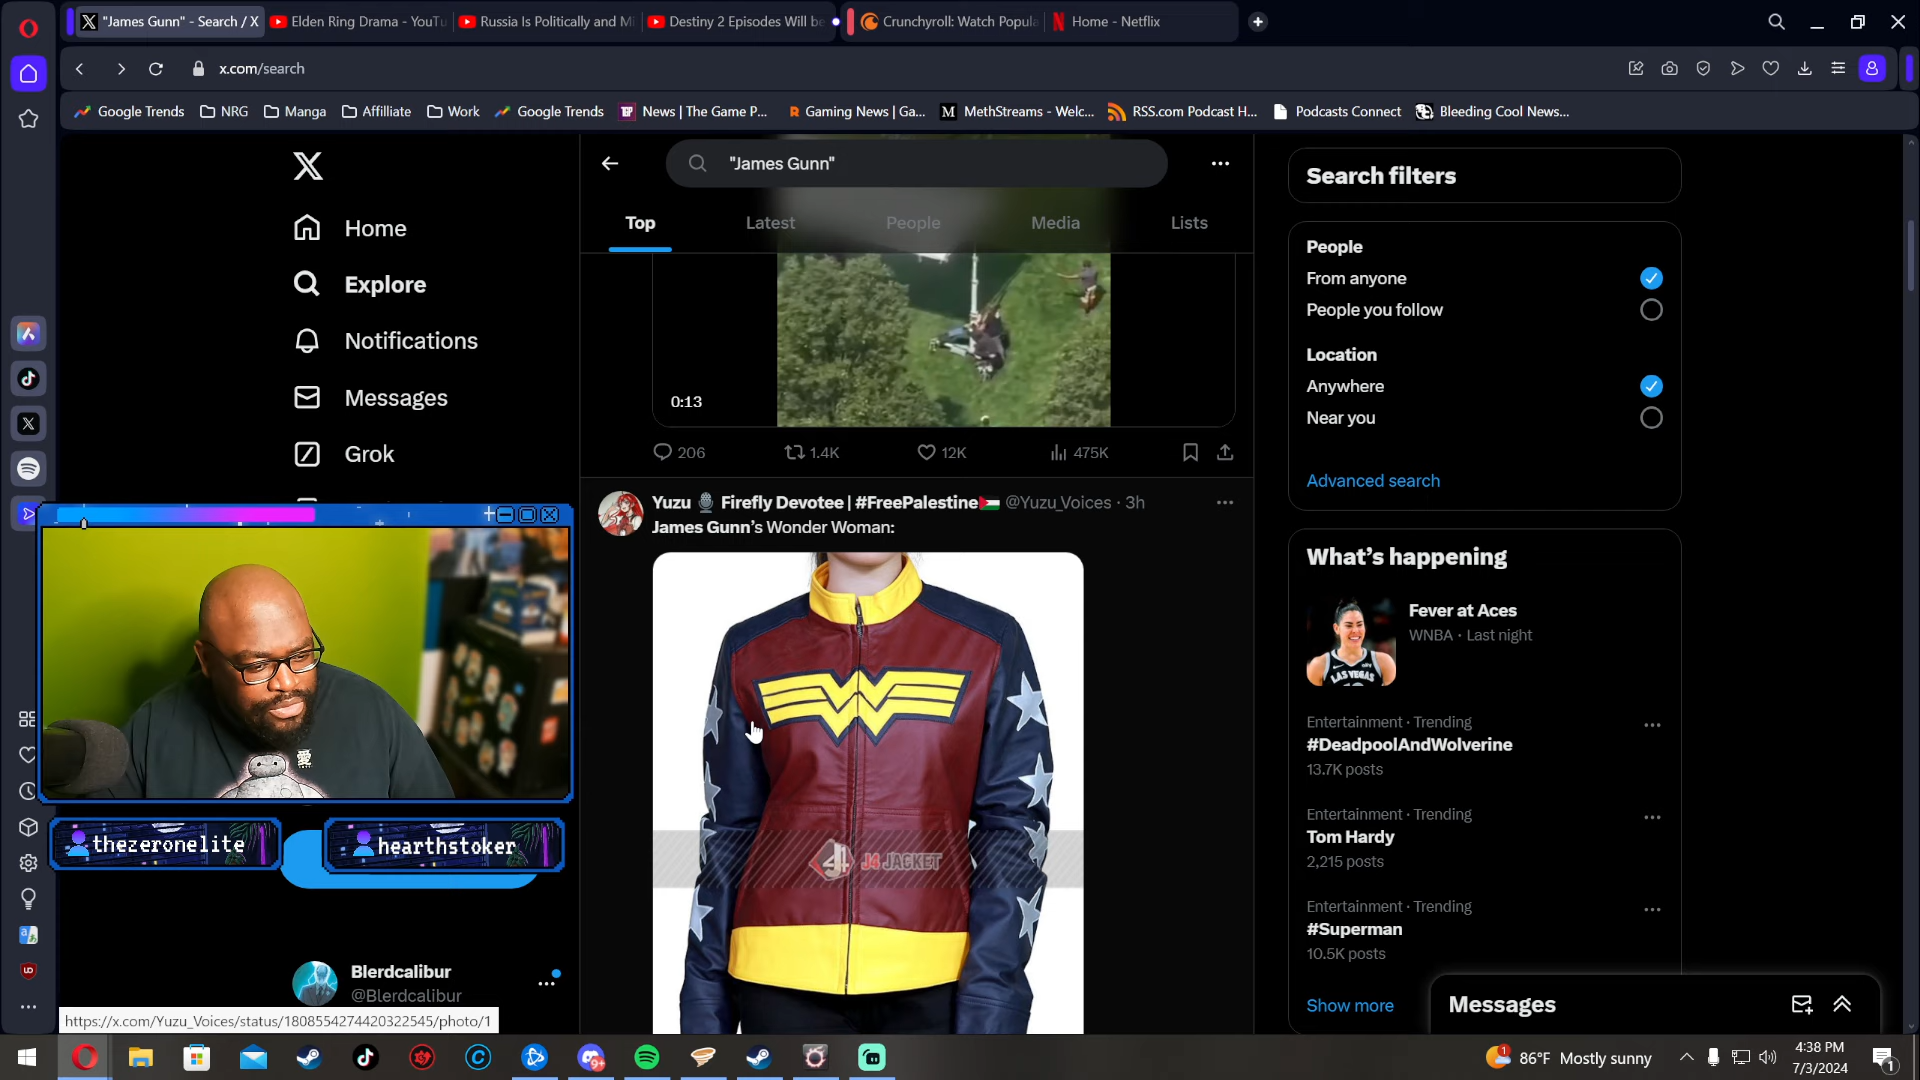 "James Gunn" - Search / X
Elden Ring Drama - YouTu
Russia Is Politically and Mi
Destiny 2 Episodes Will be
Crunchyroll: Watch Popula
Home - Netflix
x.com/search
Google Trends
NRG
Manga
Affilliate
Work
Google Trends
News | The Game P...
Gaming News | Ga...
MethStreams - Welc...
RSS.com Podcast H...
Podcasts Connect
Bleeding Cool News...
Home
Explore
Notifications
Messages
Grok
thezeronelite
hearthstoker
Blerdcalibur
@Blerdcalibur
https://x.com/Yuzu_Voices/status/1808554274420322545/photo/1
"James Gunn"
Top
Latest
People
Media
Lists
0:13
206
1.4K
12K
475K
Yuzu 🎙 Firefly Devotee | #FreePalestine🇵🇸 @Yuzu_Voices · 3h
James Gunn's Wonder Woman:
J4 JACKET
Search filters
People
From anyone
People you follow
Location
Anywhere
Near you
Advanced search
What's happening
Fever at Aces
WNBA · Last night
LAS VEGAS
Entertainment · Trending
#DeadpoolAndWolverine
13.7K posts
Entertainment · Trending
Tom Hardy
2,215 posts
Entertainment · Trending
#Superman
10.5K posts
Show more
Messages
86°F Mostly sunny
4:38 PM
7/3/2024
愛